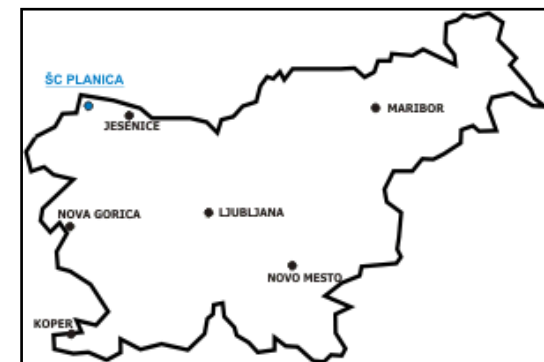 ŠC PLANICA
JESENICE
MARIBOR
NOVA GORICA
LJUBLJANA
NOVO MESTO
KOPER